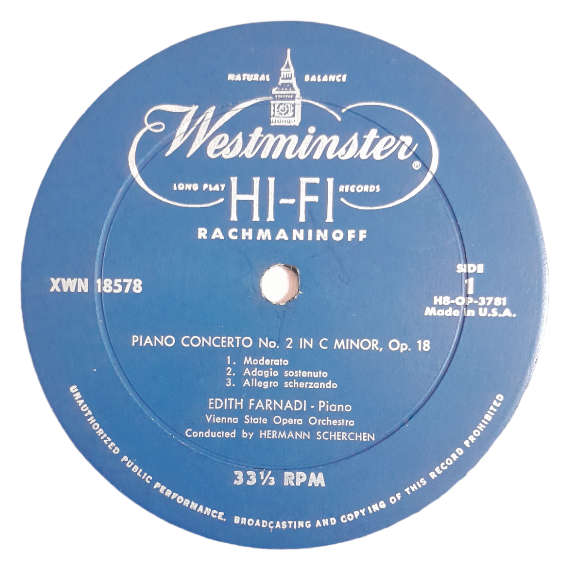 NATURAL BALANCE
Westminster®
LONG PLAY HI-FI RECORDS
RACHMANINOFF
XWN 18578
SIDE
1
HB-OP-3781
Made in U.S.A.
PIANO CONCERTO No. 2 IN C MINOR, Op. 18
1. Moderato
2. Adagio sostenuto
3. Allegro scherzando
EDITH FARNADI - Piano
Vienna State Opera Orchestra
Conducted by HERMANN SCHERCHEN
33⅓ RPM
UNAUTHORIZED PUBLIC PERFORMANCE, BROADCASTING AND COPYING OF THIS RECORD PROHIBITED